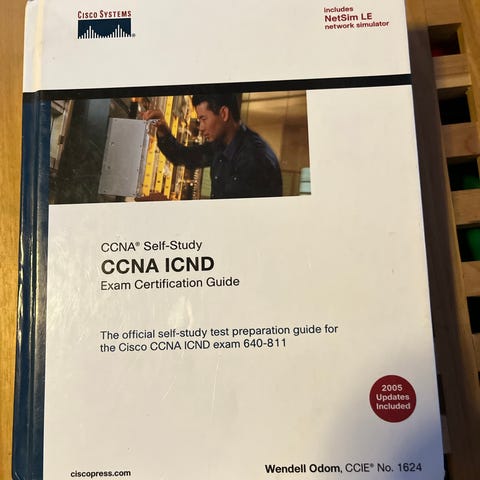 CISCO SYSTEMS
includes
NetSim LE
network simulator
CCNA® Self-Study
CCNA ICND
Exam Certification Guide
The official self-study test preparation guide for
the Cisco CCNA ICND exam 640-811
2005
Updates
Included
ciscopress.com
Wendell Odom, CCIE® No. 1624